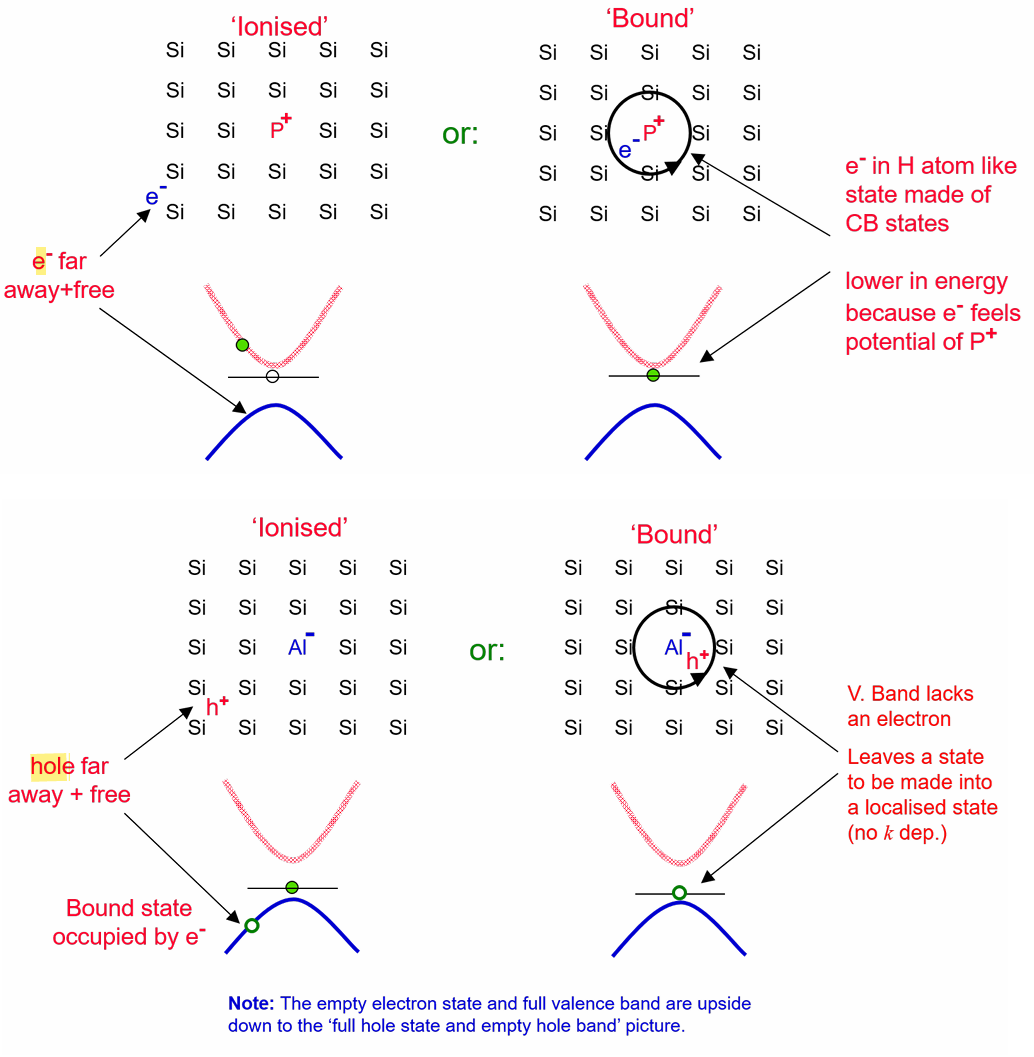 ‘Ionised’
Si Si Si Si Si
Si Si Si Si Si
Si Si P+ Si Si
Si Si Si Si Si
e-
Si Si Si Si Si
e- far
away+free
or:
‘Bound’
Si Si Si Si Si
Si Si Si Si Si
Si Si P+ Si Si
e-
Si Si Si Si Si
Si Si Si Si Si
e- in H atom like
state made of
CB states
lower in energy
because e- feels
potential of P+
‘Ionised’
Si Si Si Si Si
Si Si Si Si Si
Si Si Al- Si Si
Si Si Si Si Si
h+
Si Si Si Si Si
hole far
away + free
Bound state
occupied by e-
or:
‘Bound’
Si Si Si Si Si
Si Si Si Si Si
Si Si Al- Si Si
h+
Si Si Si Si Si
Si Si Si Si Si
V. Band lacks
an electron
Leaves a state
to be made into
a localised state
(no k dep.)
Note: The empty electron state and full valence band are upside
down to the ‘full hole state and empty hole band’ picture.